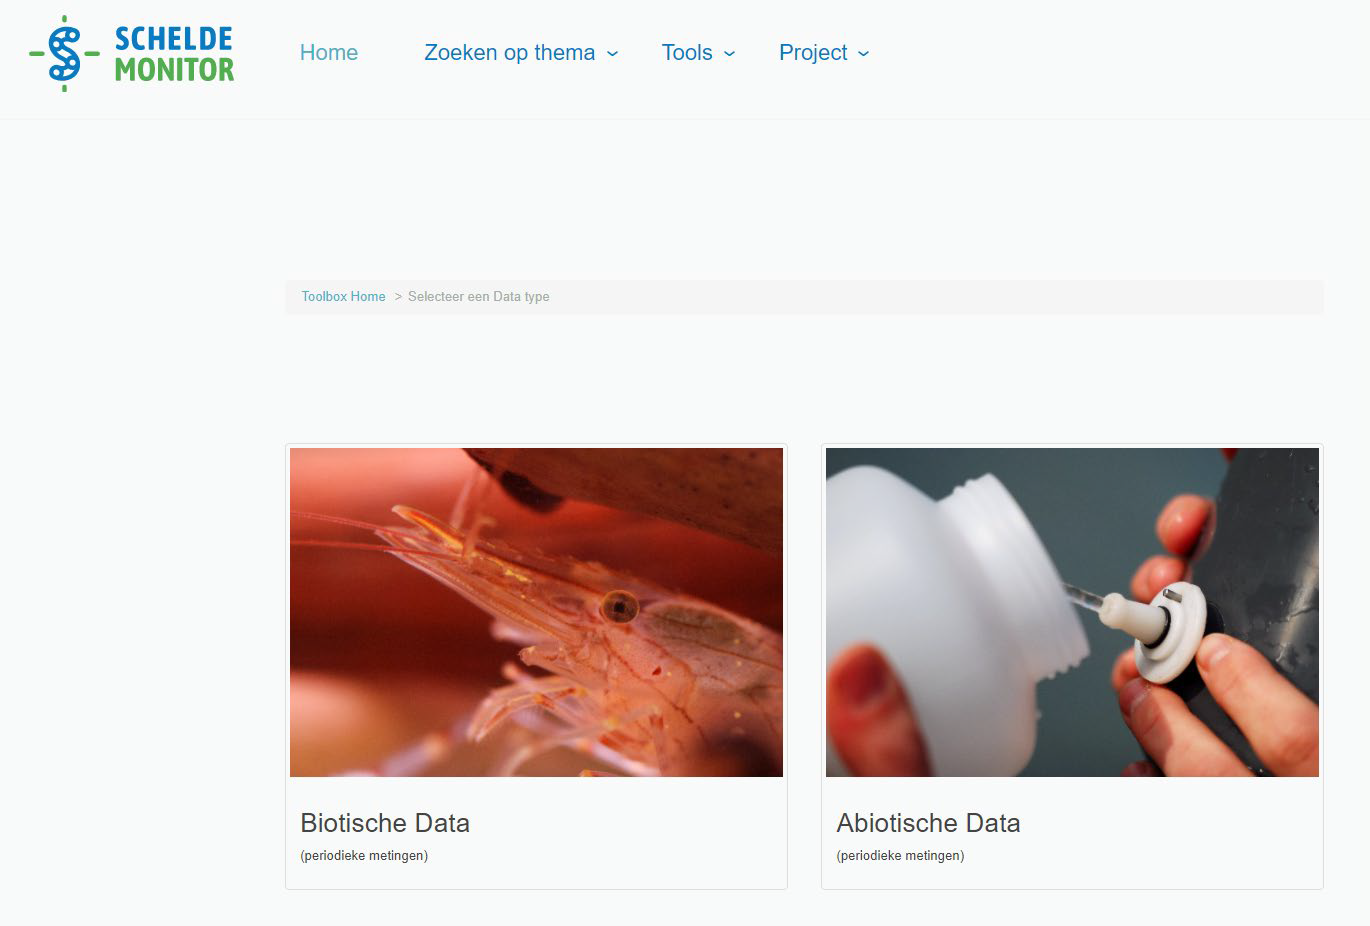 SCHELDE
MONITOR
Home Zoeken op thema Tools Project
Toolbox Home > Selecteer een Data type
Biotische Data
(periodieke metingen)
Abiotische Data
(periodieke metingen)